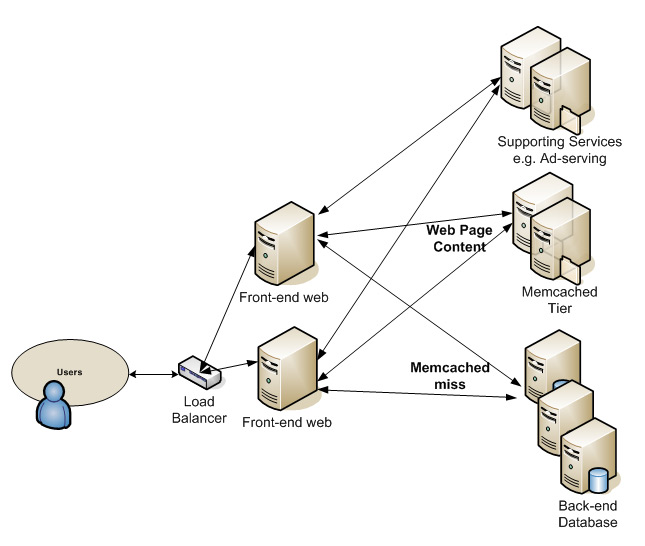 Supporting Services
e.g. Ad-serving
Web Page
Content
Front-end web
Memcached
Tier
Users
Memcached
miss
Load
Balancer
Front-end web
Back-end
Database